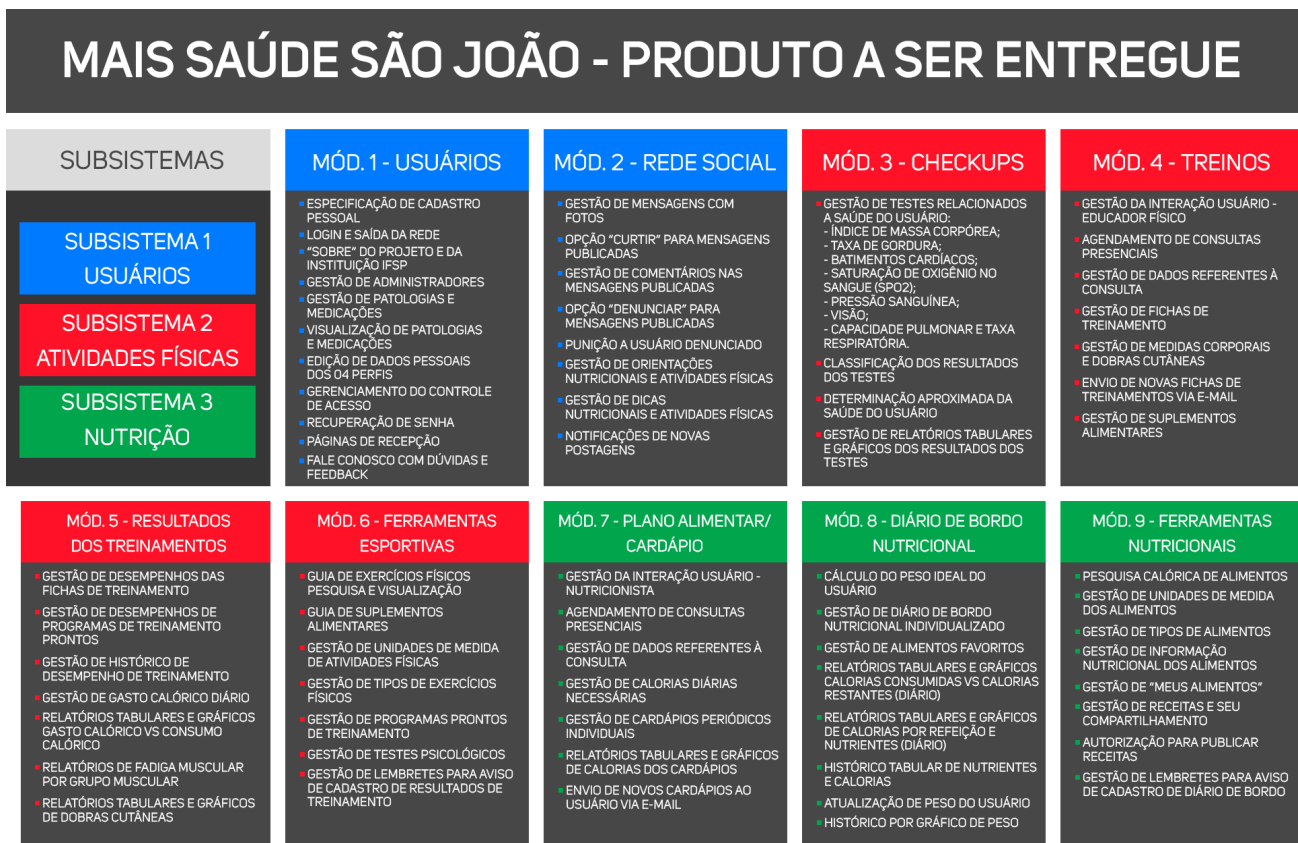 MAIS SAÚDE SÃO JOÃO - PRODUTO A SER ENTREGUE
SUBSISTEMAS
SUBSISTEMA 1
USUÁRIOS
SUBSISTEMA 2
ATIVIDADES FÍSICAS
SUBSISTEMA 3
NUTRIÇÃO
MÓD. 1 - USUÁRIOS
ESPECIFICAÇÃO DE CADASTRO
PESSOAL
LOGIN E SAÍDA DA REDE
“SOBRE” DO PROJETO E DA
INSTITUIÇÃO IFSP
GESTÃO DE ADMINISTRADORES
GESTÃO DE PATOLOGIAS E
MEDICAÇÕES
VISUALIZAÇÃO DE PATOLOGIAS
E MEDICAÇÕES
EDIÇÃO DE DADOS PESSOAIS
DOS 04 PERFIS
GERENCIAMENTO DO CONTROLE
DE ACESSO
RECUPERAÇÃO DE SENHA
PÁGINAS DE RECEPÇÃO
FALE CONOSCO COM DÚVIDAS E
FEEDBACK
MÓD. 2 - REDE SOCIAL
GESTÃO DE MENSAGENS COM
FOTOS
OPÇÃO “CURTIR” PARA MENSAGENS
PUBLICADAS
GESTÃO DE COMENTÁRIOS NAS
MENSAGENS PUBLICADAS
OPÇÃO “DENUNCIAR” PARA
MENSAGENS PUBLICADAS
PUNIÇÃO A USUÁRIO DENUNCIADO
GESTÃO DE ORIENTAÇÕES
NUTRICIONAIS E ATIVIDADES FÍSICAS
GESTÃO DE DICAS
NUTRICIONAIS E ATIVIDADES FÍSICAS
NOTIFICAÇÕES DE NOVAS
POSTAGENS
MÓD. 3 - CHECKUPS
GESTÃO DE TESTES RELACIONADOS
A SAÚDE DO USUÁRIO:
- ÍNDICE DE MASSA CORPÓREA;
- TAXA DE GORDURA;
- BATIMENTOS CARDÍACOS;
- SATURAÇÃO DE OXIGÊNIO NO
SANGUE (SPO2);
- PRESSÃO SANGUÍNEA;
- VISÃO;
- CAPACIDADE PULMONAR E TAXA
RESPIRATÓRIA.
CLASSIFICAÇÃO DOS RESULTADOS
DOS TESTES
DETERMINAÇÃO APROXIMADA DA
SAÚDE DO USUÁRIO
GESTÃO DE RELATÓRIOS TABULARES
E GRÁFICOS DOS RESULTADOS DOS
TESTES
MÓD. 4 - TREINOS
GESTÃO DA INTERAÇÃO USUÁRIO -
EDUCADOR FÍSICO
AGENDAMENTO DE CONSULTAS
PRESENCIAIS
GESTÃO DE DADOS REFERENTES À
CONSULTA
GESTÃO DE FICHAS DE
TREINAMENTO
GESTÃO DE MEDIDAS CORPORAIS
E DOBRAS CUTÂNEAS
ENVIO DE NOVAS FICHAS DE
TREINAMENTOS VIA E-MAIL
GESTÃO DE SUPLEMENTOS
ALIMENTARES
MÓD. 5 - RESULTADOS
DOS TREINAMENTOS
GESTÃO DE DESEMPENHOS DAS
FICHAS DE TREINAMENTO
GESTÃO DE DESEMPENHOS DE
PROGRAMAS DE TREINAMENTO
PRONTOS
GESTÃO DE HISTÓRICO DE
DESEMPENHO DE TREINAMENTO
GESTÃO DE GASTO CALÓRICO DIÁRIO
RELATÓRIOS TABULARES E GRÁFICOS
GASTO CALÓRICO VS CONSUMO
CALÓRICO
RELATÓRIOS DE FADIGA MUSCULAR
POR GRUPO MUSCULAR
RELATÓRIOS TABULARES E GRÁFICOS
DE DOBRAS CUTÂNEAS
MÓD. 6 - FERRAMENTAS
ESPORTIVAS
GUIA DE EXERCÍCIOS FÍSICOS
PESQUISA E VISUALIZAÇÃO
GUIA DE SUPLEMENTOS
ALIMENTARES
GESTÃO DE UNIDADES DE MEDIDA
DE ATIVIDADES FÍSICAS
GESTÃO DE TIPOS DE EXERCÍCIOS
FÍSICOS
GESTÃO DE PROGRAMAS PRONTOS
DE TREINAMENTO
GESTÃO DE TESTES PSICOLÓGICOS
GESTÃO DE LEMBRETES PARA AVISO
DE CADASTRO DE RESULTADOS DE
TREINAMENTO
MÓD. 7 - PLANO ALIMENTAR/
CARDÁPIO
GESTÃO DA INTERAÇÃO USUÁRIO -
NUTRICIONISTA
AGENDAMENTO DE CONSULTAS
PRESENCIAIS
GESTÃO DE DADOS REFERENTES À
CONSULTA
GESTÃO DE CALORIAS DIÁRIAS
NECESSÁRIAS
GESTÃO DE CARDÁPIOS PERIÓDICOS
INDIVIDUAIS
RELATÓRIOS TABULARES E GRÁFICOS
DE CALORIAS DOS CARDÁPIOS
ENVIO DE NOVOS CARDÁPIOS AO
USUÁRIO VIA E-MAIL
MÓD. 8 - DIÁRIO DE BORDO
NUTRICIONAL
CÁLCULO DO PESO IDEAL DO
USUÁRIO
GESTÃO DE DIÁRIO DE BORDO
NUTRICIONAL INDIVIDUALIZADO
GESTÃO DE ALIMENTOS FAVORITOS
RELATÓRIOS TABULARES E GRÁFICOS
CALORIAS CONSUMIDAS VS CALORIAS
RESTANTES (DIÁRIO)
RELATÓRIOS TABULARES E GRÁFICOS
DE CALORIAS POR REFEIÇÃO E
NUTRIENTES (DIÁRIO)
HISTÓRICO TABULAR DE NUTRIENTES
E CALORIAS
ATUALIZAÇÃO DE PESO DO USUÁRIO
HISTÓRICO POR GRÁFICO DE PESO
MÓD. 9 - FERRAMENTAS
NUTRICIONAIS
PESQUISA CALÓRICA DE ALIMENTOS
GESTÃO DE UNIDADES DE MEDIDA
DOS ALIMENTOS
GESTÃO DE TIPOS DE ALIMENTOS
GESTÃO DE INFORMAÇÃO
NUTRICIONAL DOS ALIMENTOS
GESTÃO DE “MEUS ALIMENTOS”
GESTÃO DE RECEITAS E SEU
COMPARTILHAMENTO
AUTORIZAÇÃO PARA PUBLICAR
RECEITAS
GESTÃO DE LEMBRETES PARA AVISO
DE CADASTRO DE DIÁRIO DE BORDO